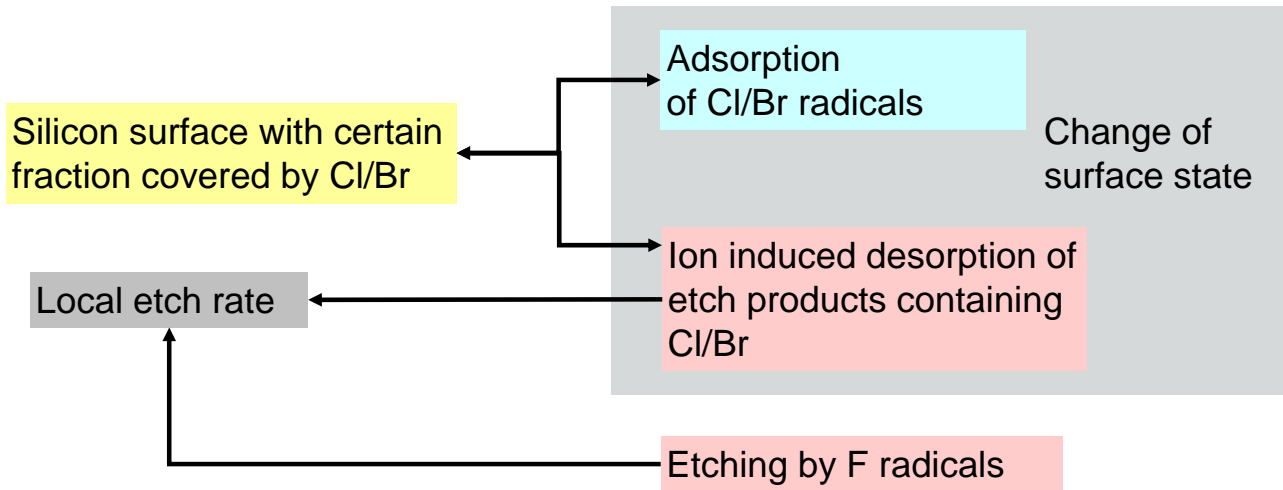 Adsorption
of Cl/Br radicals
Silicon surface with certain
fraction covered by Cl/Br
Change of
surface state
Ion induced desorption of
etch products containing
Cl/Br
Local etch rate
Etching by F radicals